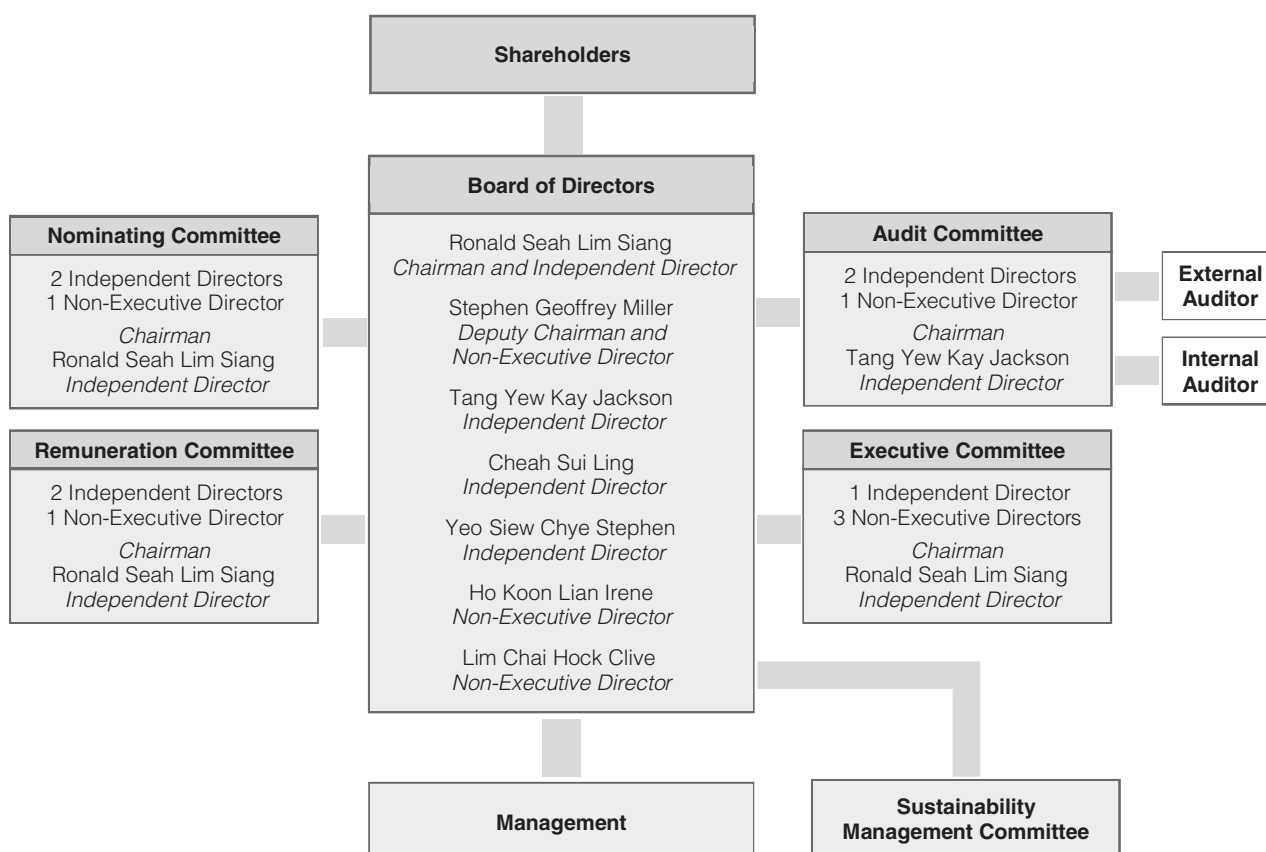 Shareholders
Board of Directors
Ronald Seah Lim Siang
Chairman and Independent Director
Stephen Geoffrey Miller
Deputy Chairman and
Non-Executive Director
Tang Yew Kay Jackson
Independent Director
Cheah Sui Ling
Independent Director
Yeo Siew Chye Stephen
Independent Director
Ho Koon Lian Irene
Non-Executive Director
Lim Chai Hock Clive
Non-Executive Director
Nominating Committee
2 Independent Directors
1 Non-Executive Director
Chairman
Ronald Seah Lim Siang
Independent Director
Remuneration Committee
2 Independent Directors
1 Non-Executive Director
Chairman
Ronald Seah Lim Siang
Independent Director
Audit Committee
2 Independent Directors
1 Non-Executive Director
Chairman
Tang Yew Kay Jackson
Independent Director
External
Auditor
Internal
Auditor
Executive Committee
1 Independent Director
3 Non-Executive Directors
Chairman
Ronald Seah Lim Siang
Independent Director
Management
Sustainability
Management Committee